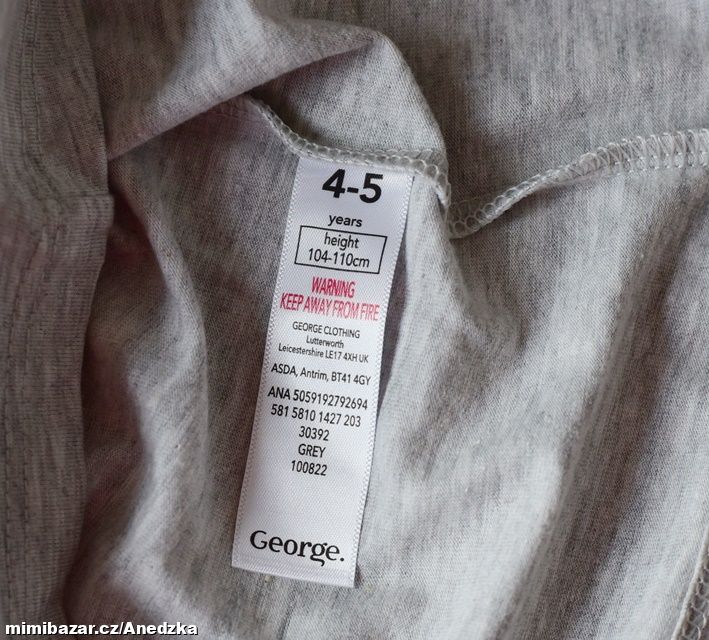 4-5
years
height
104-110cm
WARNING
KEEP AWAY FROM FIRE
GEORGE CLOTHING
Lutterworth
Leicestershire LE17 4XH UK
ASDA, Antrim, BT41 4GY
ANA 5059192792694
581 5810 1427 203
30392
GREY
100822
George.
mimibazar.cz/Anedzka